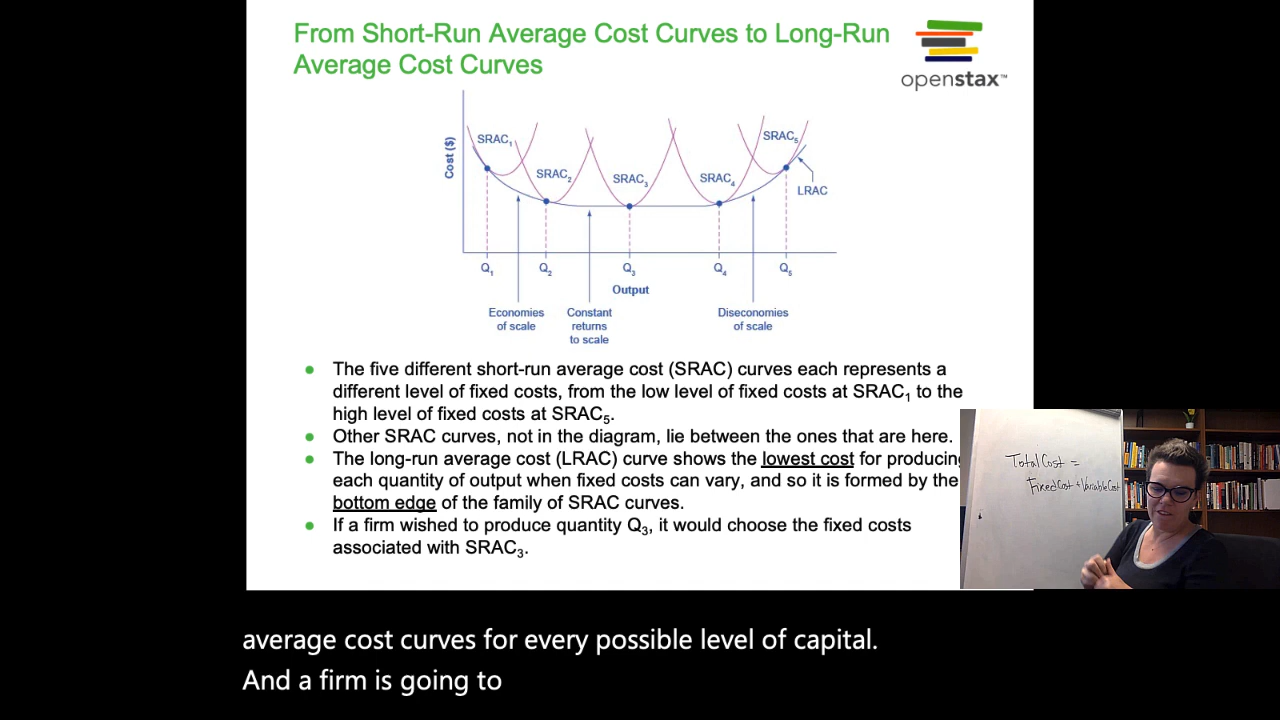 From Short-Run Average Cost Curves to Long-Run
Average Cost Curves
openstax™
Cost ($)
SRAC₁
SRAC₂
SRAC₃
SRAC₄
SRAC₅
LRAC
Q₁
Q₂
Q₃
Q₄
Q₅
Output
Economies
of scale
Constant
returns
to scale
Diseconomies
of scale
● The five different short-run average cost (SRAC) curves each represents a
different level of fixed costs, from the low level of fixed costs at SRAC₁ to the
high level of fixed costs at SRAC₅.
● Other SRAC curves, not in the diagram, lie between the ones that are here.
● The long-run average cost (LRAC) curve shows the lowest cost for producing
each quantity of output when fixed costs can vary, and so it is formed by the
bottom edge of the family of SRAC curves.
● If a firm wished to produce quantity Q₃, it would choose the fixed costs
associated with SRAC₃.
Total Cost =
Fixed Cost + Variable Cost
average cost curves for every possible level of capital.
And a firm is going to